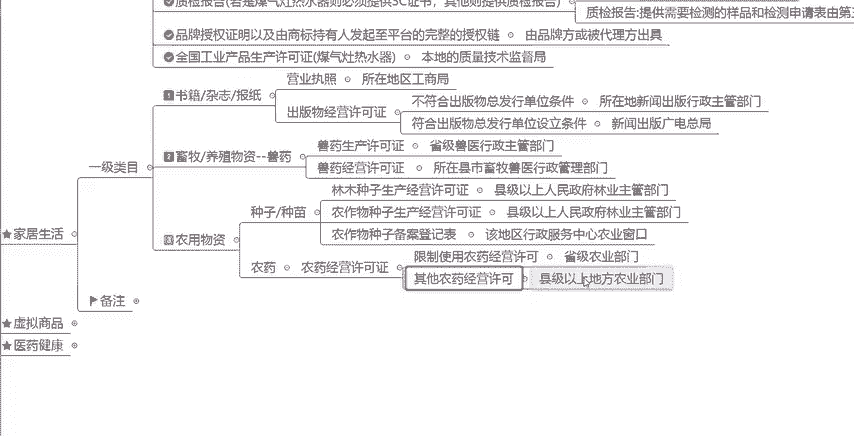 质检报告(若是煤气灶热水器则必须提供SC证书，其他则提供质检报告)
质检报告:提供需要检测的样品和检测申请表由第三
品牌授权证明以及由商标持有人发起至平台的完整的授权链 由品牌方或被代理方出具
全国工业产品生产许可证(煤气灶热水器) 本地的质量技术监督局
营业执照 所在地区工商局
1 书籍/杂志/报纸
不符合出版物总发行单位条件 所在地新闻出版行政主管部门
出版物经营许可证
符合出版物总发行单位设立条件 新闻出版广电总局
兽药生产许可证 省级兽医行政主管部门
2 畜牧/养殖物资--兽药
一级类目
兽药经营许可证 所在县市畜牧兽医行政管理部门
林木种子生产经营许可证 县级以上人民政府林业主管部门
种子/种苗 农作物种子生产经营许可证 县级以上人民政府林业主管部门
家居生活
3 农用物资
农作物种子备案登记表 该地区行政服务中心农业窗口
限制使用农药经营许可 省级农业部门
农药 农药经营许可证
其他农药经营许可 县级以上地方农业部门
备注
虚拟商品
医药健康